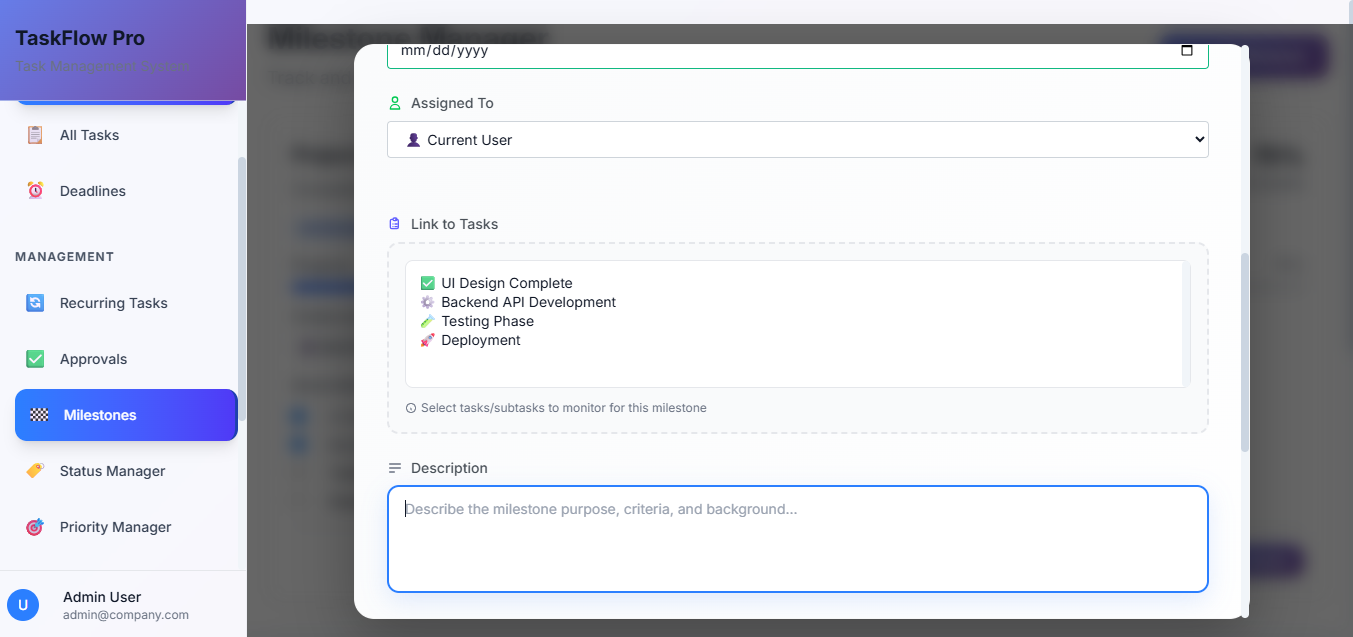 TaskFlow Pro
Task Management System
All Tasks
Deadlines
MANAGEMENT
Recurring Tasks
Approvals
Milestones
Status Manager
Priority Manager
U
Admin User
admin@company.com
Milestone Manager
mm/dd/yyyy
Assigned To
Current User
Link to Tasks
UI Design Complete
Backend API Development
Testing Phase
Deployment
Select tasks/subtasks to monitor for this milestone
Description
Describe the milestone purpose, criteria, and background...